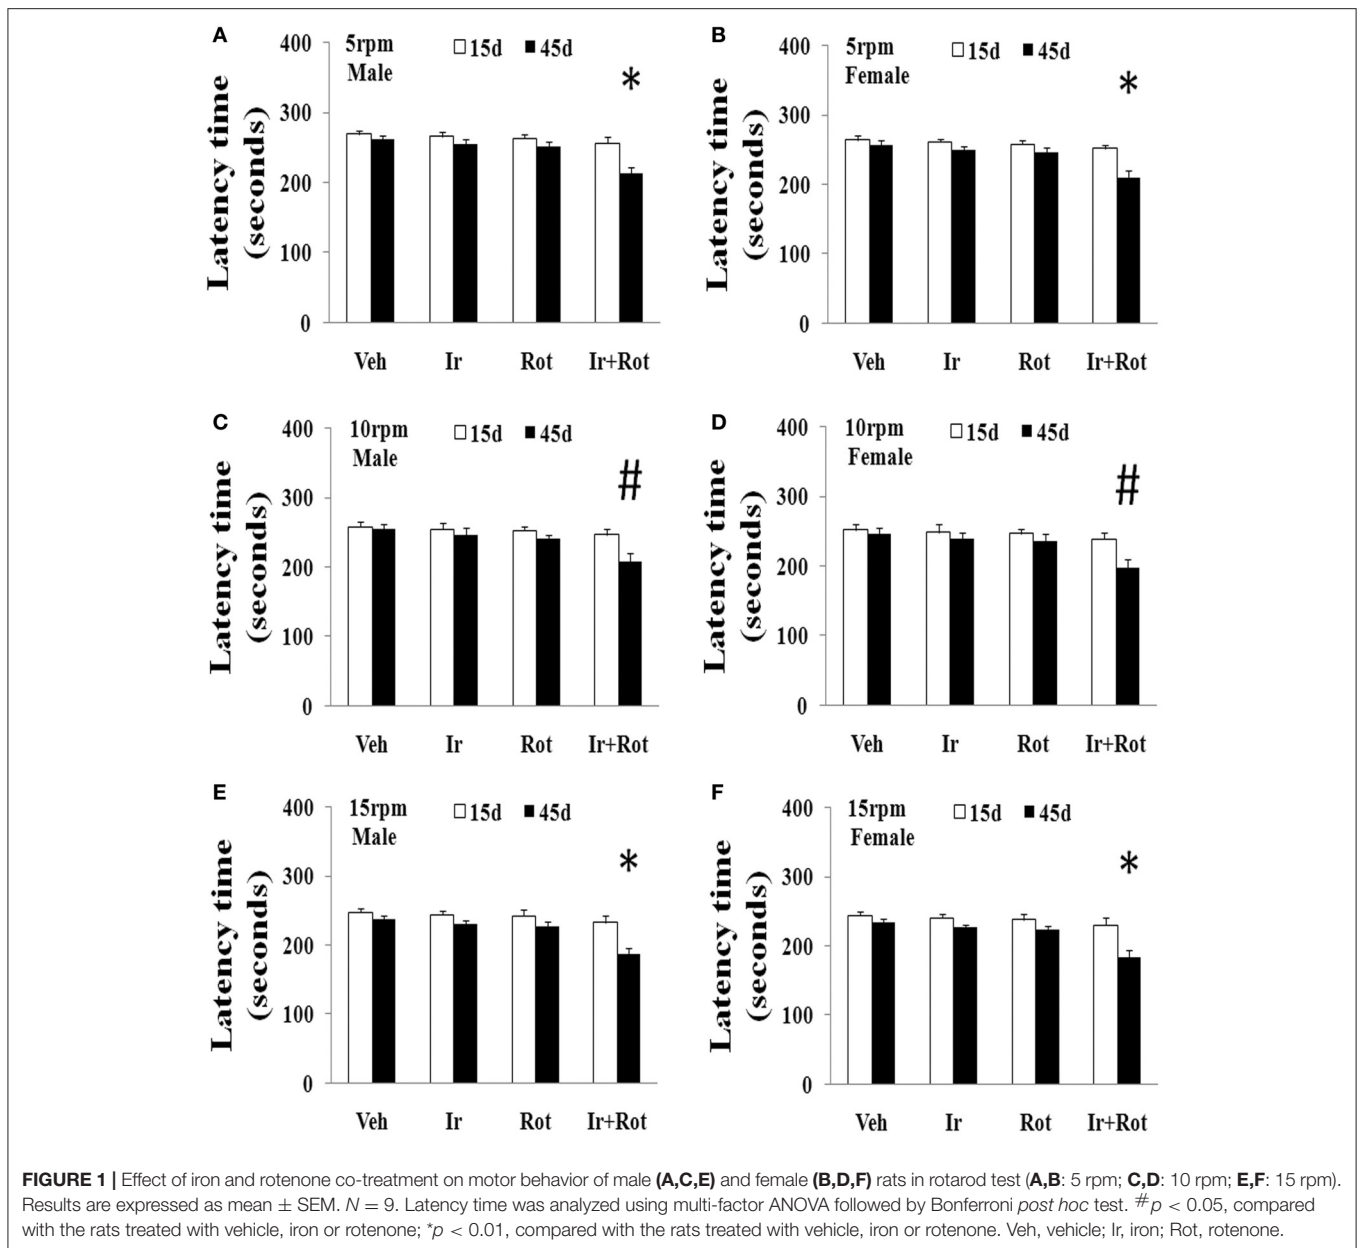 A
5rpm
Male
15d 45d
*
Latency time
(seconds)
400
300
200
100
0
Veh Ir Rot Ir+Rot
B
5rpm
Female
15d 45d
*
Latency time
(seconds)
400
300
200
100
0
Veh Ir Rot Ir+Rot
C
10rpm
Male
15d 45d
#
Latency time
(seconds)
400
300
200
100
0
Veh Ir Rot Ir+Rot
D
10rpm
Female
15d 45d
#
Latency time
(seconds)
400
300
200
100
0
Veh Ir Rot Ir+Rot
E
15rpm
Male
15d 45d
*
Latency time
(seconds)
400
300
200
100
0
Veh Ir Rot Ir+Rot
F
15rpm
Female
15d 45d
*
Latency time
(seconds)
400
300
200
100
0
Veh Ir Rot Ir+Rot
FIGURE 1 | Effect of iron and rotenone co-treatment on motor behavior of male (A,C,E) and female (B,D,F) rats in rotarod test (A,B: 5 rpm; C,D: 10 rpm; E,F: 15 rpm).
Results are expressed as mean ± SEM. N = 9. Latency time was analyzed using multi-factor ANOVA followed by Bonferroni post hoc test. #p < 0.05, compared
with the rats treated with vehicle, iron or rotenone; *p < 0.01, compared with the rats treated with vehicle, iron or rotenone. Veh, vehicle; Ir, iron; Rot, rotenone.